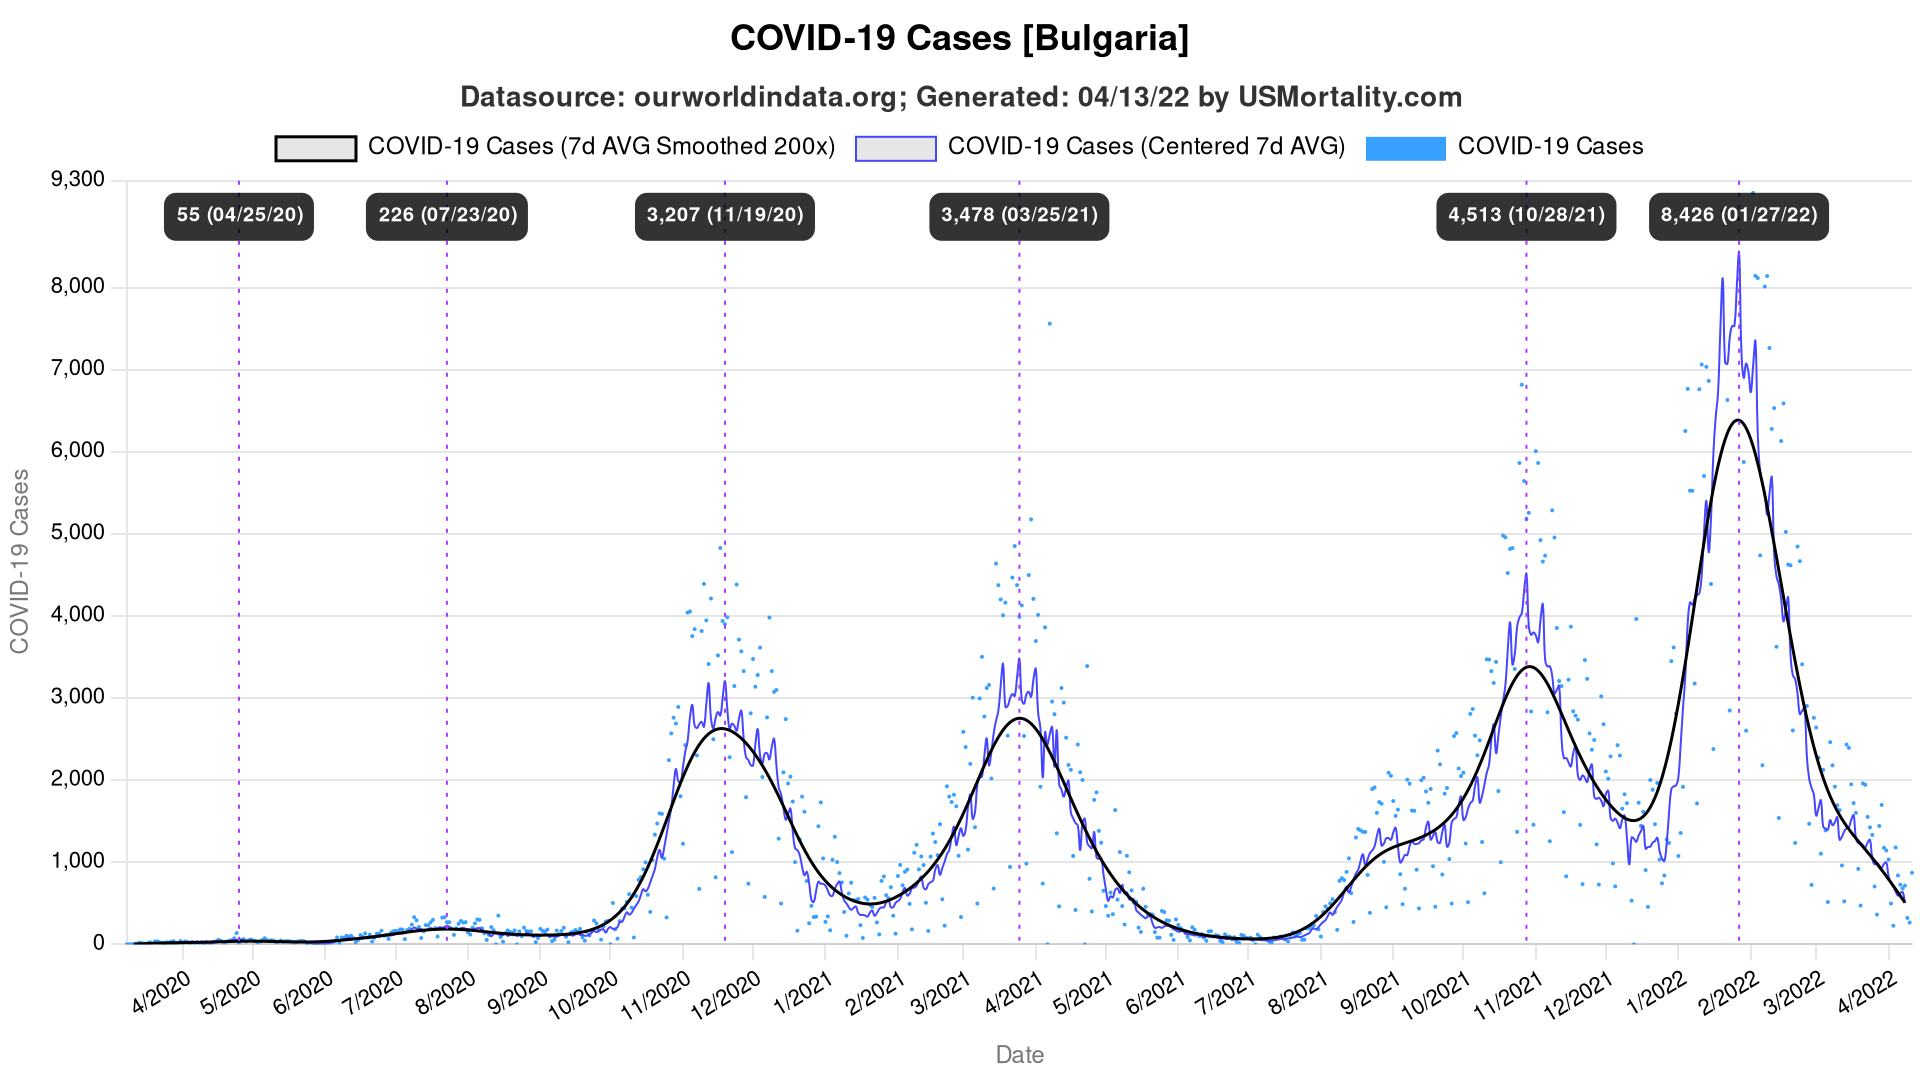 COVID-19 Cases [Bulgaria]
Datasource: ourworldindata.org; Generated: 04/13/22 by USMortality.com
COVID-19 Cases (7d AVG Smoothed 200x) COVID-19 Cases (Centered 7d AVG) COVID-19 Cases
55 (04/25/20) 226 (07/23/20) 3,207 (11/19/20) 3,478 (03/25/21) 4,513 (10/28/21) 8,426 (01/27/22)
9,300
8,000
7,000
6,000
5,000
4,000
3,000
2,000
1,000
0
COVID-19 Cases
4/2020 5/2020 6/2020 7/2020 8/2020 9/2020 10/2020 11/2020 12/2020 1/2021 2/2021 3/2021 4/2021 5/2021 6/2021 7/2021 8/2021 9/2021 10/2021 11/2021 12/2021 1/2022 2/2022 3/2022 4/2022
Date